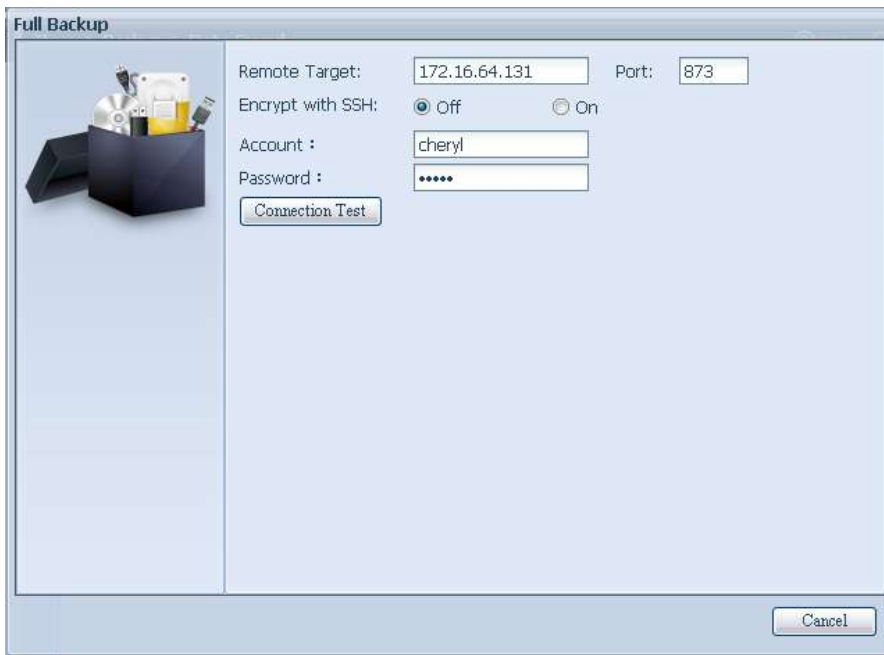 Full Backup
Remote Target: 172.16.64.131 Port: 873
Encrypt with SSH: Off On
Account : cheryl
Password : •••••
Connection Test
Cancel